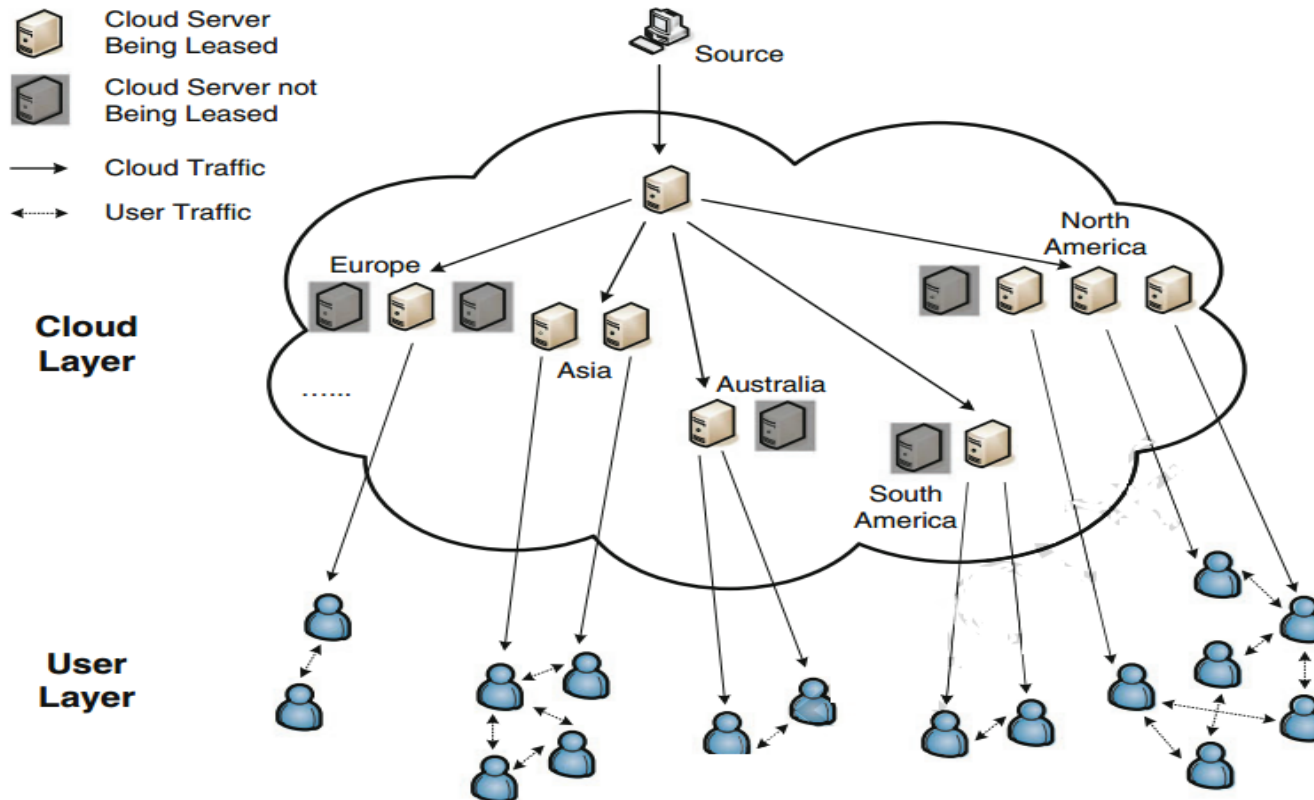 Cloud Server
Being Leased
Cloud Server not
Being Leased
Cloud Traffic
User Traffic
Source
North
America
Europe
Asia
Australia
South
America
......
Cloud
Layer
User
Layer